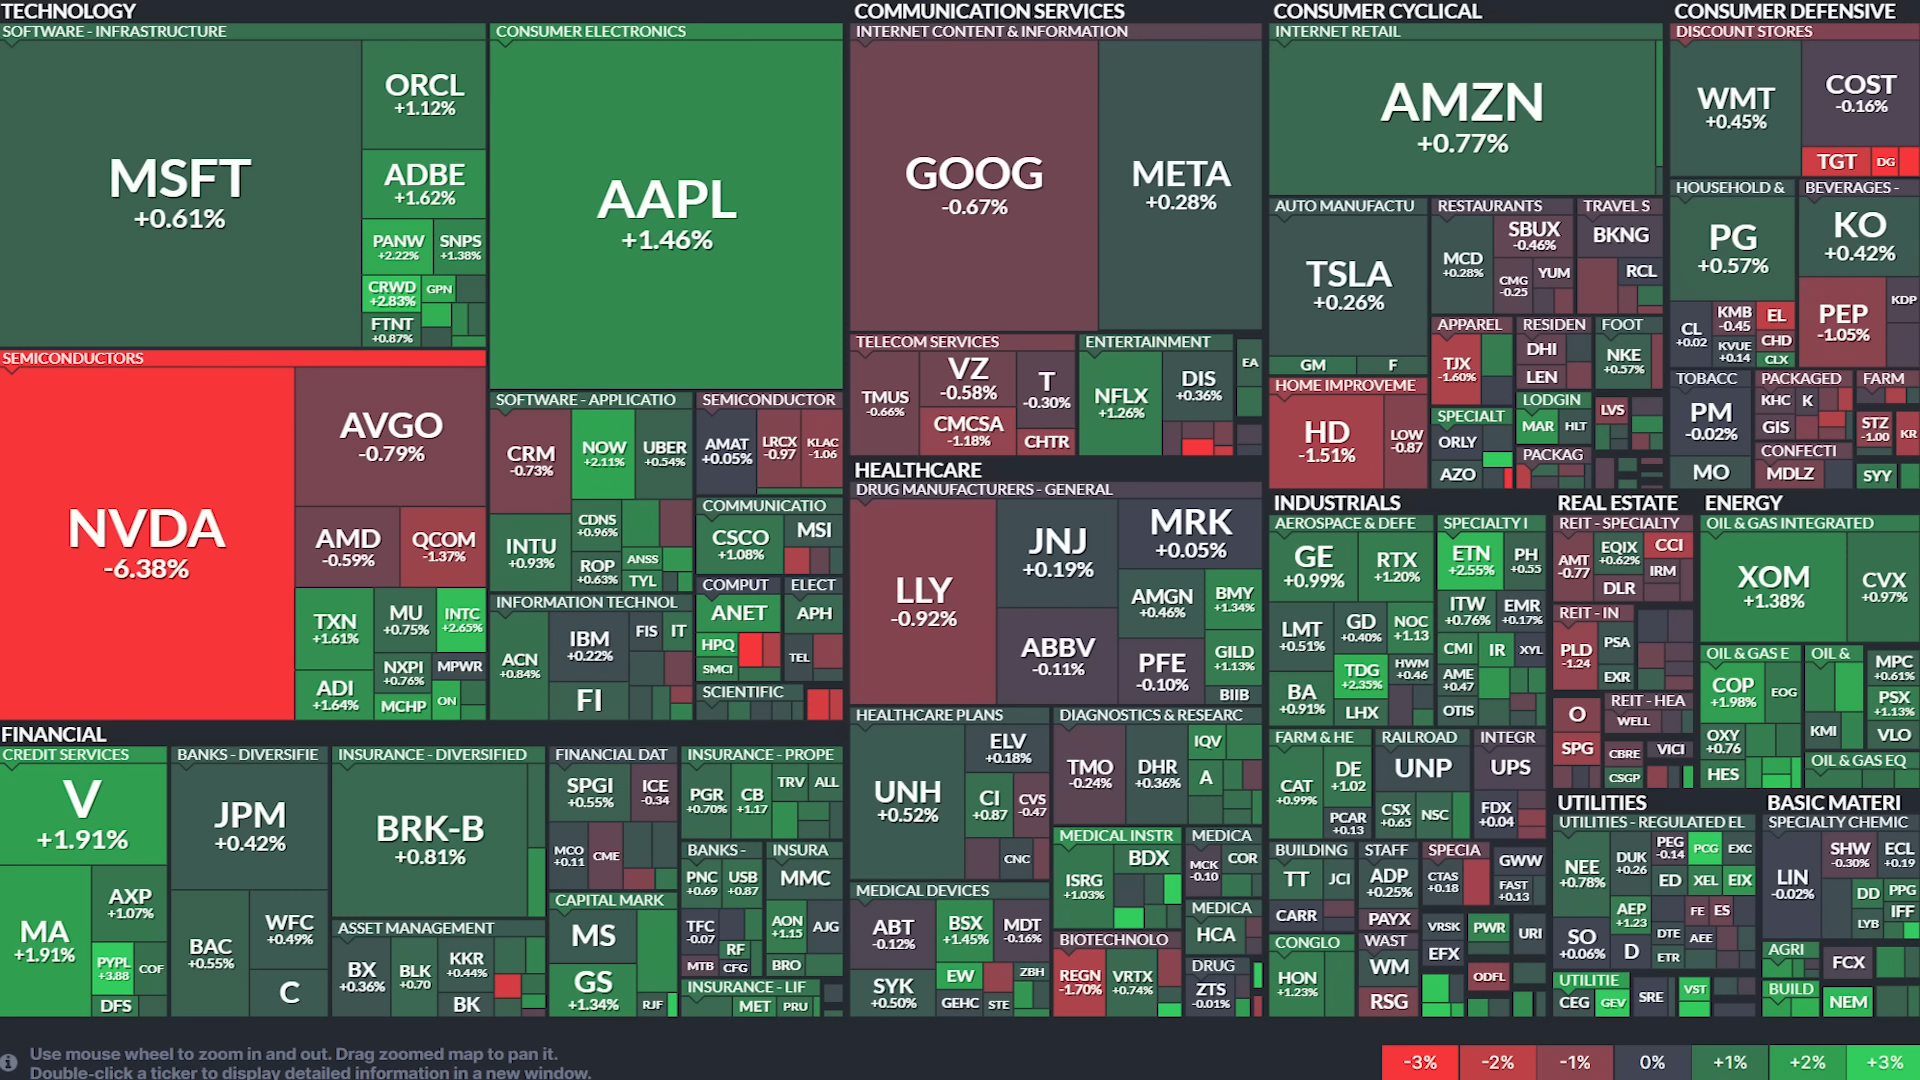 TECHNOLOGY
SOFTWARE - INFRASTRUCTURE
MSFT
+0.61%
ORCL
+1.12%
ADBE
+1.62%
PANW
+2.22%
SNPS
+1.38%
CRWD
+2.83%
GPN
FTNT
+0.87%
CONSUMER ELECTRONICS
AAPL
+1.46%
SEMICONDUCTORS
NVDA
-6.38%
AVGO
-0.79%
AMD
-0.59%
QCOM
-1.37%
TXN
+1.61%
MU
+0.75%
INTC
+2.65%
NXPI
+0.76%
MPWR
ADI
+1.64%
MCHP
ON
SOFTWARE - APPLICATIO
CRM
-0.73%
NOW
+2.11%
UBER
+0.54%
INTU
+0.93%
CDNS
+0.96%
ROP
+0.63%
ANSS
TYL
SEMICONDUCTOR
AMAT
+0.05%
LRCX
-0.97
KLAC
-1.06
COMMUNICATIO
CSCO
+1.08%
MSI
COMPUT
ANET
HPQ
SMCI
ELECT
APH
TEL
INFORMATION TECHNOL
ACN
+0.84%
IBM
+0.22%
FIS
IT
FI
SCIENTIFIC
COMMUNICATION SERVICES
INTERNET CONTENT & INFORMATION
GOOG
-0.67%
META
+0.28%
TELECOM SERVICES
TMUS
-0.66%
VZ
-0.58%
T
-0.30%
CMCSA
-1.18%
CHTR
ENTERTAINMENT
NFLX
+1.26%
DIS
+0.36%
EA
CONSUMER CYCLICAL
INTERNET RETAIL
AMZN
+0.77%
AUTO MANUFACTU
TSLA
+0.26%
GM
F
RESTAURANTS
MCD
+0.28%
SBUX
-0.46%
CMG
-0.25
YUM
TRAVEL S
BKNG
RCL
HOME IMPROVEME
HD
-1.51%
LOW
-0.87
APPAREL
TJX
-1.60%
RESIDEN
DHI
LEN
FOOT
NKE
+0.57%
SPECIALT
ORLY
AZO
LODGIN
MAR
HLT
LVS
PACKAG
CONSUMER DEFENSIVE
DISCOUNT STORES
WMT
+0.45%
COST
-0.16%
TGT
DG
HOUSEHOLD &
PG
+0.57%
CL
+0.02
KMB
-0.45
EL
KVUE
+0.14
CHD
CLX
BEVERAGES -
KO
+0.42%
PEP
-1.05%
KDP
TOBACC
PM
-0.02%
MO
PACKAGED
KHC
K
GIS
FARM
STZ
-1.00
KR
CONFECTI
MDLZ
SYY
HEALTHCARE
DRUG MANUFACTURERS - GENERAL
LLY
-0.92%
JNJ
+0.19%
MRK
+0.05%
ABBV
-0.11%
AMGN
+0.46%
BMY
+1.34%
PFE
-0.10%
GILD
+1.13%
BIIB
HEALTHCARE PLANS
UNH
+0.52%
ELV
+0.18%
CI
+0.87
CVS
-0.47
CNC
DIAGNOSTICS & RESEARC
TMO
-0.24%
DHR
+0.36%
IQV
A
MEDICAL INSTR
ISRG
+1.03%
BDX
MEDICA
MCK
-0.10
COR
MEDICAL DEVICES
ABT
-0.12%
BSX
+1.45%
MDT
-0.16%
SYK
+0.50%
EW
ZBH
GEHC
STE
MEDICA
HCA
BIOTECHNOLO
REGN
-1.70%
VRTX
+0.74%
DRUG
ZTS
-0.01%
INDUSTRIALS
AEROSPACE & DEFE
GE
+0.99%
RTX
+1.20%
LMT
+0.51%
GD
+0.40%
NOC
+1.13
TDG
+2.35%
HWM
+0.46
BA
+0.91%
LHX
SPECIALTY I
ETN
+2.55%
PH
+0.55
ITW
+0.76%
EMR
+0.17%
CMI
IR
XYL
AME
+0.47
OTIS
FARM & HE
CAT
+0.99%
DE
+1.02
PCAR
+0.13
RAILROAD
UNP
CSX
+0.65
NSC
INTEGR
UPS
FDX
+0.04
BUILDING
TT
JCI
CARR
STAFF
ADP
+0.25%
PAYX
SPECIA
CTAS
+0.18
GWW
FAST
+0.13
VRSK
PWR
URI
EFX
CONGLO
HON
+1.23%
WAST
WM
RSG
ODFL
REAL ESTATE
REIT - SPECIALTY
AMT
-0.77
EQIX
+0.62%
CCI
DLR
IRM
REIT - IN
PLD
-1.24
PSA
EXR
REIT - HEA
WELL
O
SPG
CBRE
VICI
CSGP
ENERGY
OIL & GAS INTEGRATED
XOM
+1.38%
CVX
+0.97%
OIL & GAS E
COP
+1.98%
EOG
OXY
+0.76
HES
OIL &
KMI
MPC
+0.61%
PSX
+1.13%
VLO
OIL & GAS EQ
UTILITIES
UTILITIES - REGULATED EL
NEE
+0.78%
DUK
+0.26
PEG
-0.14
PCG
EXC
ED
XEL
EIX
SO
+0.06%
AEP
+1.23
FE
ES
D
DTE
AEE
ETR
UTILITIE
CEG
GEV
SRE
VST
BASIC MATERI
SPECIALTY CHEMIC
LIN
-0.02%
SHW
-0.30%
ECL
+0.19
DD
PPG
LYB
IFF
AGRI
FCX
BUILD
NEM
FINANCIAL
CREDIT SERVICES
V
+1.91%
MA
+1.91%
AXP
+1.07%
PYPL
+3.88
COF
DFS
BANKS - DIVERSIFIE
JPM
+0.42%
BAC
+0.55%
WFC
+0.49%
C
INSURANCE - DIVERSIFIED
BRK-B
+0.81%
ASSET MANAGEMENT
BX
+0.36%
BLK
+0.70
KKR
+0.44%
BK
FINANCIAL DAT
SPGI
+0.55%
ICE
-0.34
MCO
+0.11
CME
CAPITAL MARK
MS
GS
+1.34%
RJF
INSURANCE - PROPE
PGR
+0.70%
CB
+1.17
TRV
ALL
BANKS -
PNC
+0.69
USB
+0.87
TFC
-0.07
RF
MTB
CFG
INSURA
MMC
AON
+1.15
AJG
BRO
INSURANCE - LIF
MET
PRU
Use mouse wheel to zoom in and out. Drag zoomed map to pan it.
Double-click a ticker to display detailed information in a new window.
-3%
-2%
-1%
0%
+1%
+2%
+3%